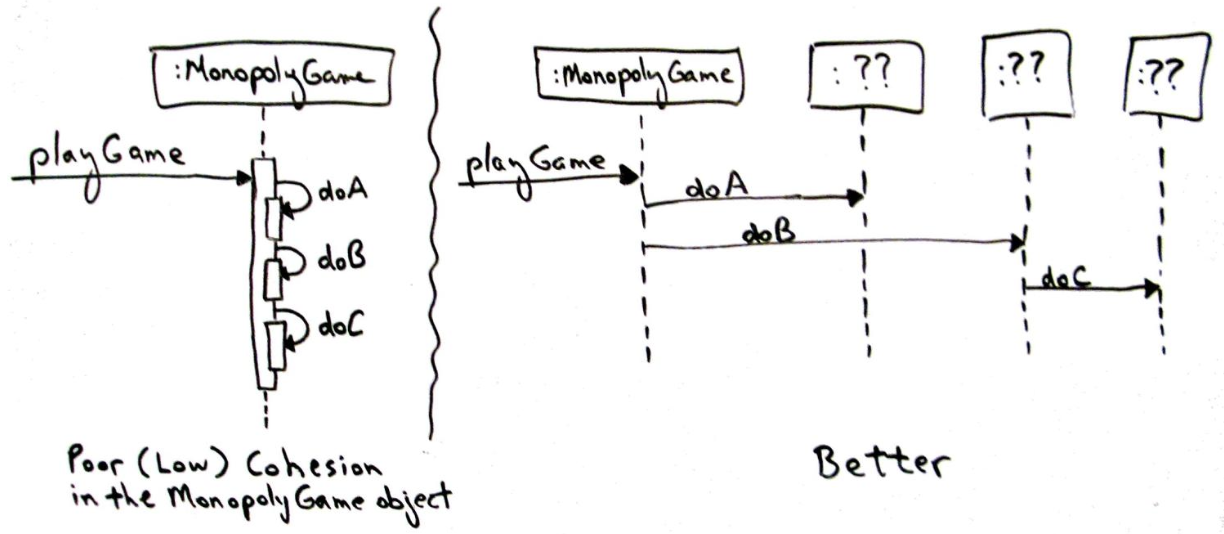 :MonopolyGame
playGame
doA
doB
doC
Poor (Low) Cohesion
in the MonopolyGame object
:MonopolyGame
: ??
:??
:??
playGame
doA
doB
doC
Better